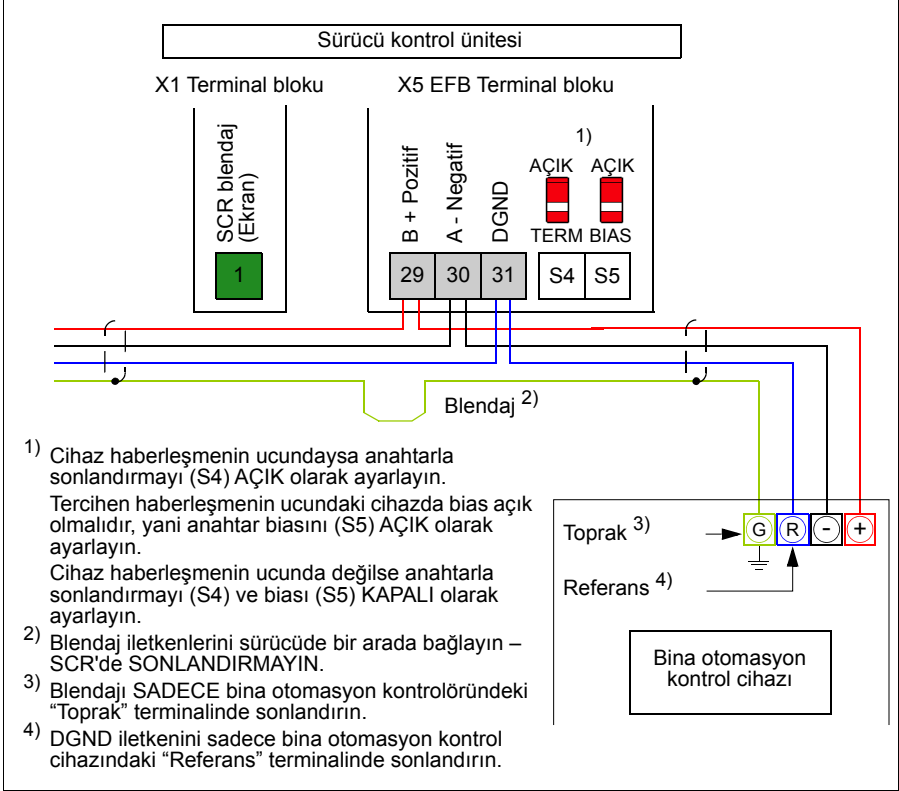 Sürücü kontrol ünitesi
X1 Terminal bloku
X5 EFB Terminal bloku
SCR blendaj
(Ekran)
1
B + Pozitif
A - Negatif
DGND
1)
AÇIK
AÇIK
TERM
BIAS
29
30
31
S4
S5
Blendaj 2)
1) Cihaz haberleşmenin ucundaysa anahtarla
sonlandırmayı (S4) AÇIK olarak ayarlayın.
Tercihen haberleşmenin ucundaki cihazda bias açık
olmalıdır, yani anahtar biasını (S5) AÇIK olarak
ayarlayın.
Cihaz haberleşmenin ucunda değilse anahtarla
sonlandırmayı (S4) ve biası (S5) KAPALI olarak
ayarlayın.
2) Blendaj iletkenlerini sürücüde bir arada bağlayın –
SCR'de SONLANDIRMAYIN.
3) Blendajı SADECE bina otomasyon kontrolöründeki
“Toprak” terminalinde sonlandırın.
4) DGND iletkenini sadece bina otomasyon kontrol
cihazındaki “Referans” terminalinde sonlandırın.
Toprak 3)
G
R
-
+
Referans 4)
Bina otomasyon
kontrol cihazı